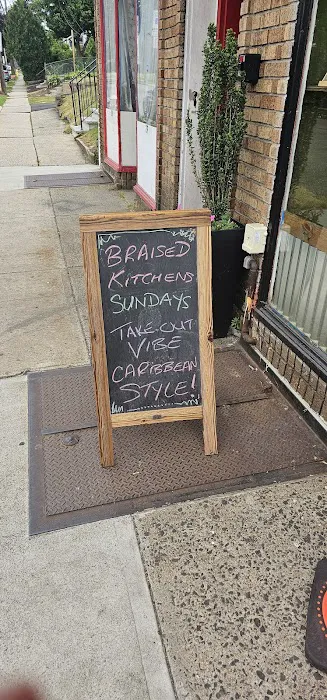 BRAISED
KITCHENS
SUNDAYS
TAKE-OUT
VIBE
CARIBBEAN
STYLE!